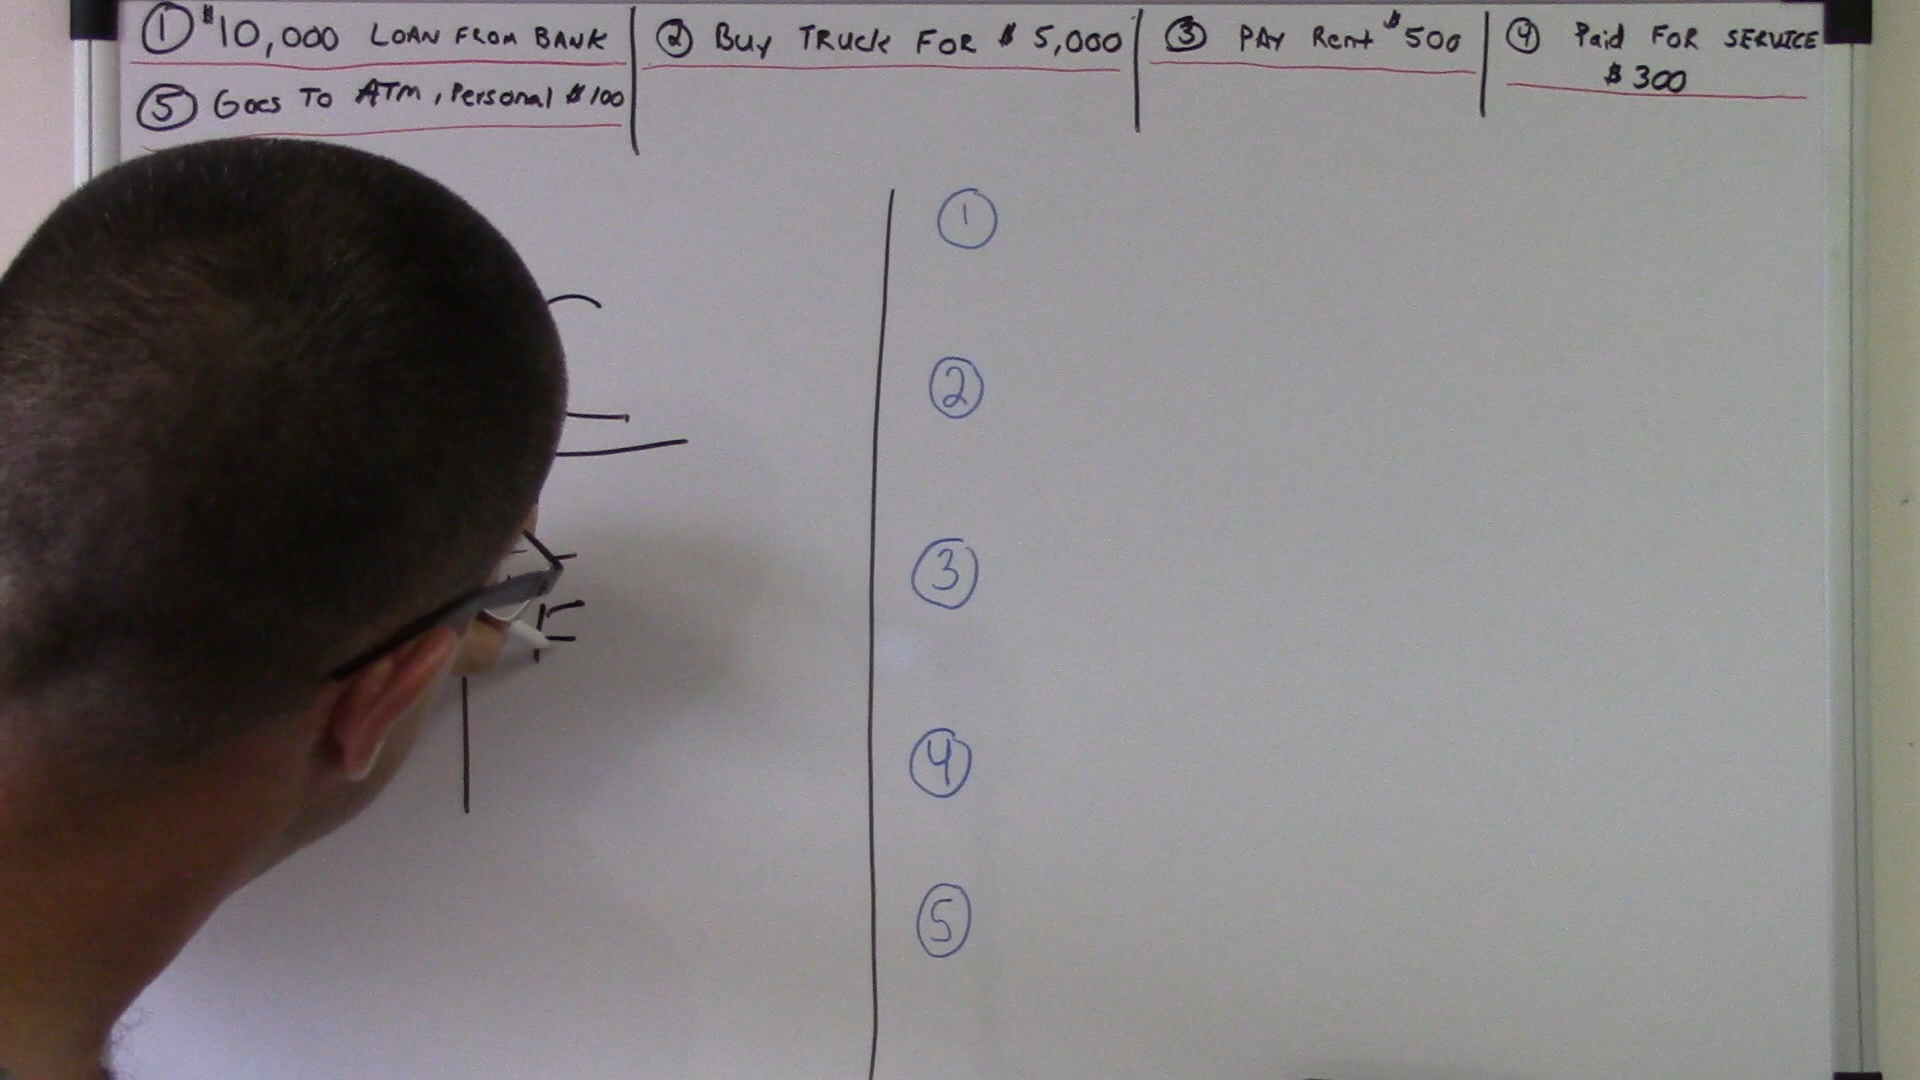 ① $10,000 LOAN FROM BANK
② Buy TRUCK FOR $ 5,000
③ PAY Rent $500
④ Paid FOR SERVICE
$ 300
⑤ Goes To ATM, Personal $100
①
②
③
④
⑤